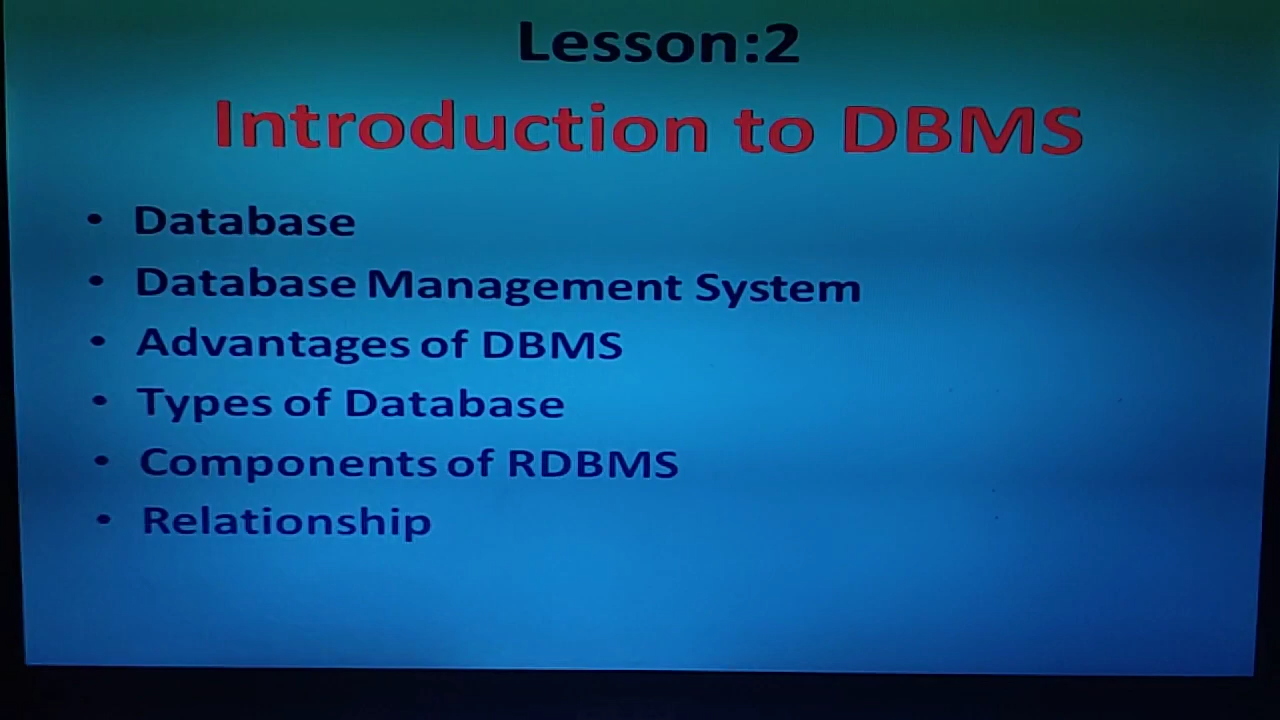 Lesson:2
Introduction to DBMS
• Database
• Database Management System
• Advantages of DBMS
• Types of Database
• Components of RDBMS
• Relationship